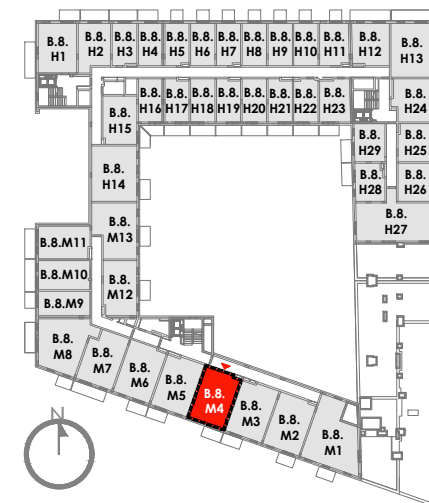 B.8. H1
B.8. H2
B.8. H3
B.8. H4
B.8. H5
B.8. H6
B.8. H7
B.8. H8
B.8. H9
B.8. H10
B.8. H11
B.8. H12
B.8. H13
B.8. H16
B.8. H17
B.8. H18
B.8. H19
B.8. H20
B.8. H21
B.8. H22
B.8. H23
B.8. H24
B.8. H15
B.8. H29
B.8. H25
B.8. H14
B.8. H28
B.8. H26
B.8. H27
B.8. M13
B.8.M11
B.8.M10
B.8. M12
B.8.M9
B.8. M8
B.8. M7
B.8. M6
B.8. M5
B.8. M4
B.8. M3
B.8. M2
B.8. M1
N